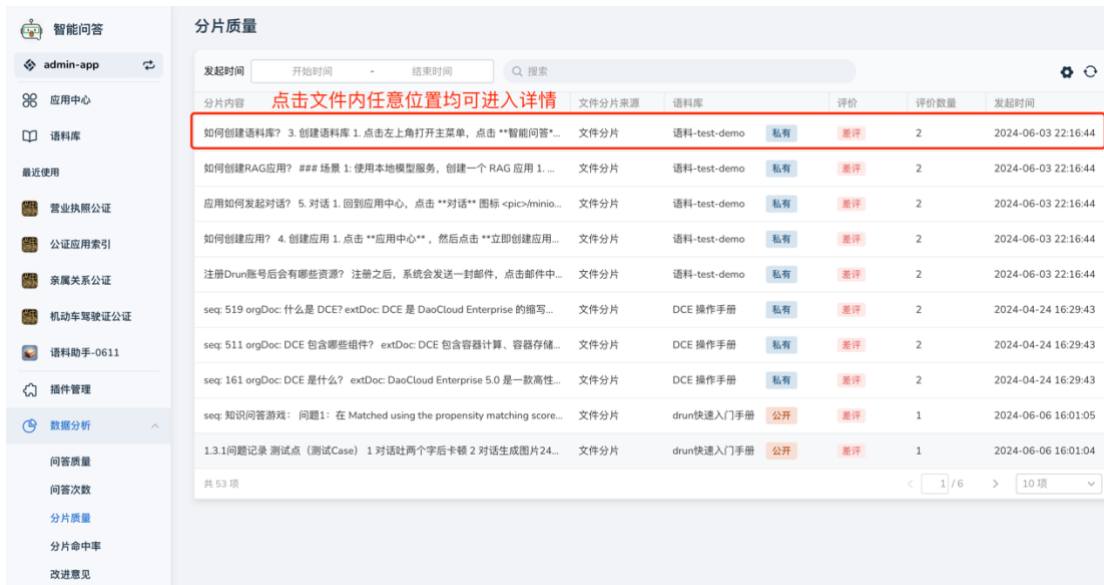 智能问答
分片质量
admin-app
发起时间 开始时间 - 结束时间 搜索
应用中心
点击文件内任意位置均可进入详情
分片内容 文件分片来源 语料库 评价 评价数量 发起时间
语料库
如何创建语料库? 3. 创建语料库 1. 点击左上角打开主菜单，点击 **智能问答*... 文件分片 语料-test-demo 私有 差评 2 2024-06-03 22:16:44
最近使用
如何创建RAG应用? ### 场景 1: 使用本地模型服务，创建一个 RAG 应用 1. ... 文件分片 语料-test-demo 私有 差评 2 2024-06-03 22:16:44
营业执照公证
应用如何发起对话? 5. 对话 1. 回到应用中心，点击 **对话** 图标 <pic>/minio... 文件分片 语料-test-demo 私有 差评 2 2024-06-03 22:16:44
公证应用索引
如何创建应用? 4. 创建应用 1. 点击 **应用中心** ，然后点击 **立即创建应用... 文件分片 语料-test-demo 私有 差评 2 2024-06-03 22:16:44
亲属关系公证
注册Drun账号后会有哪些资源? 注册之后，系统会发送一封邮件，点击邮件中... 文件分片 语料-test-demo 私有 差评 2 2024-06-03 22:16:44
机动车驾驶证公证
seq: 519 orgDoc: 什么是 DCE? extDoc: DCE 是 DaoCloud Enterprise 的缩写... 文件分片 DCE 操作手册 私有 差评 2 2024-04-24 16:29:43
语料助手-0611
seq: 511 orgDoc: DCE 包含哪些组件? extDoc: DCE 包含容器计算、容器存储... 文件分片 DCE 操作手册 私有 差评 2 2024-04-24 16:29:43
插件管理
seq: 161 orgDoc: DCE 是什么? extDoc: DaoCloud Enterprise 5.0 是一款高性... 文件分片 DCE 操作手册 私有 差评 2 2024-04-24 16:29:43
数据分析
seq: 知识问答游戏： 问题1：在 Matched using the propensity matching score... 文件分片 drun快速入门手册 公开 差评 1 2024-06-06 16:01:05
问答质量
1.3.1问题记录 测试点（测试Case） 1 对话吐两个字后卡顿 2 对话生成图片24... 文件分片 drun快速入门手册 公开 差评 1 2024-06-06 16:01:04
问答次数
共 53 项 < 1 / 6 > 10 项
分片质量
分片命中率
改进意见